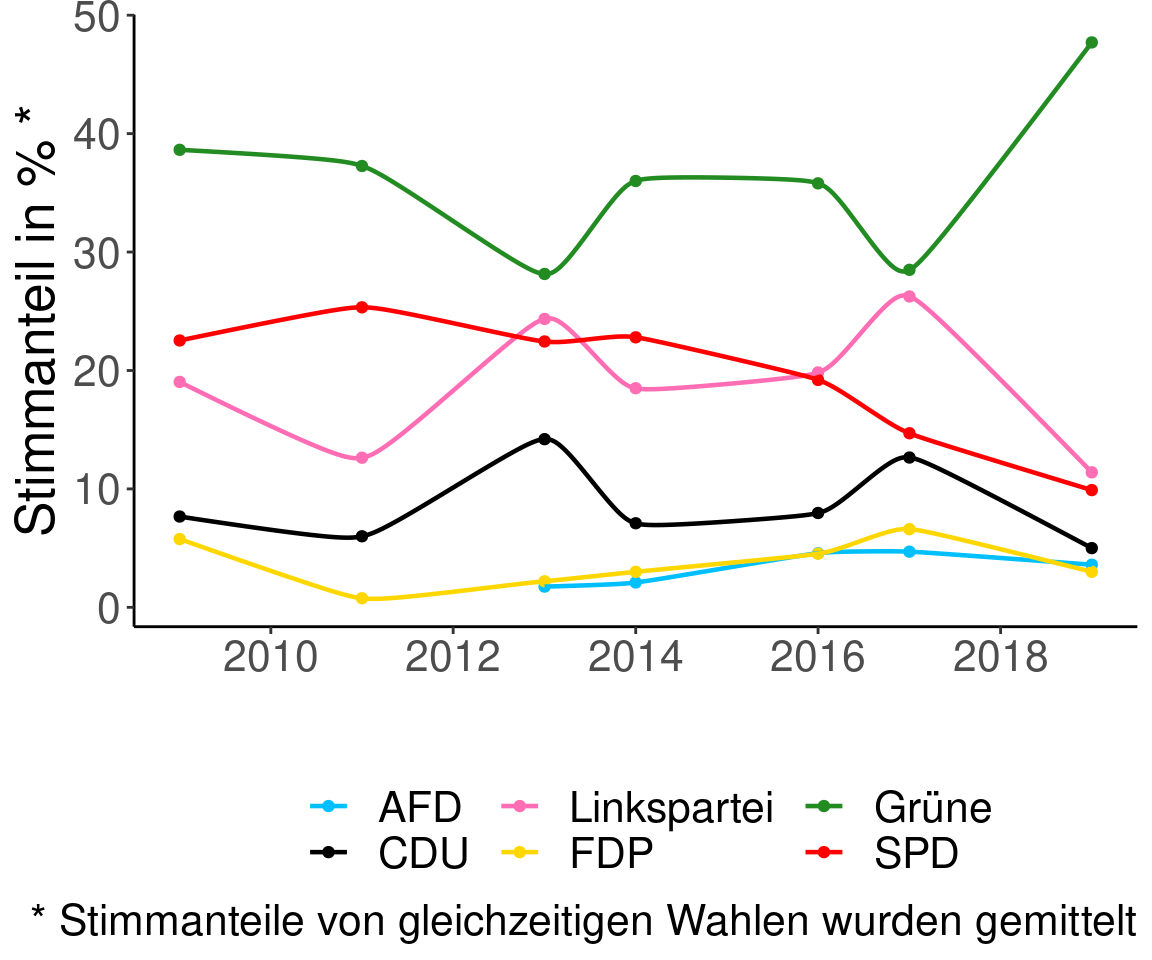 Stimmanteil in % *
50
40
30
20
10
0
2010 2012 2014 2016 2018
AFD Linkspartei Grüne
CDU FDP SPD
* Stimmanteile von gleichzeitigen Wahlen wurden gemittelt